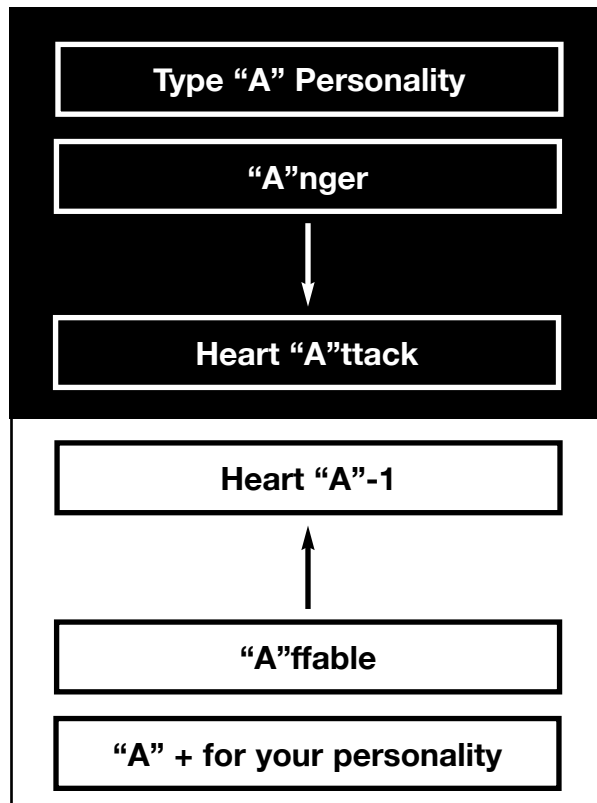 Type “A” Personality
“A”nger
Heart “A”ttack
Heart “A”-1
“A”ffable
“A” + for your personality